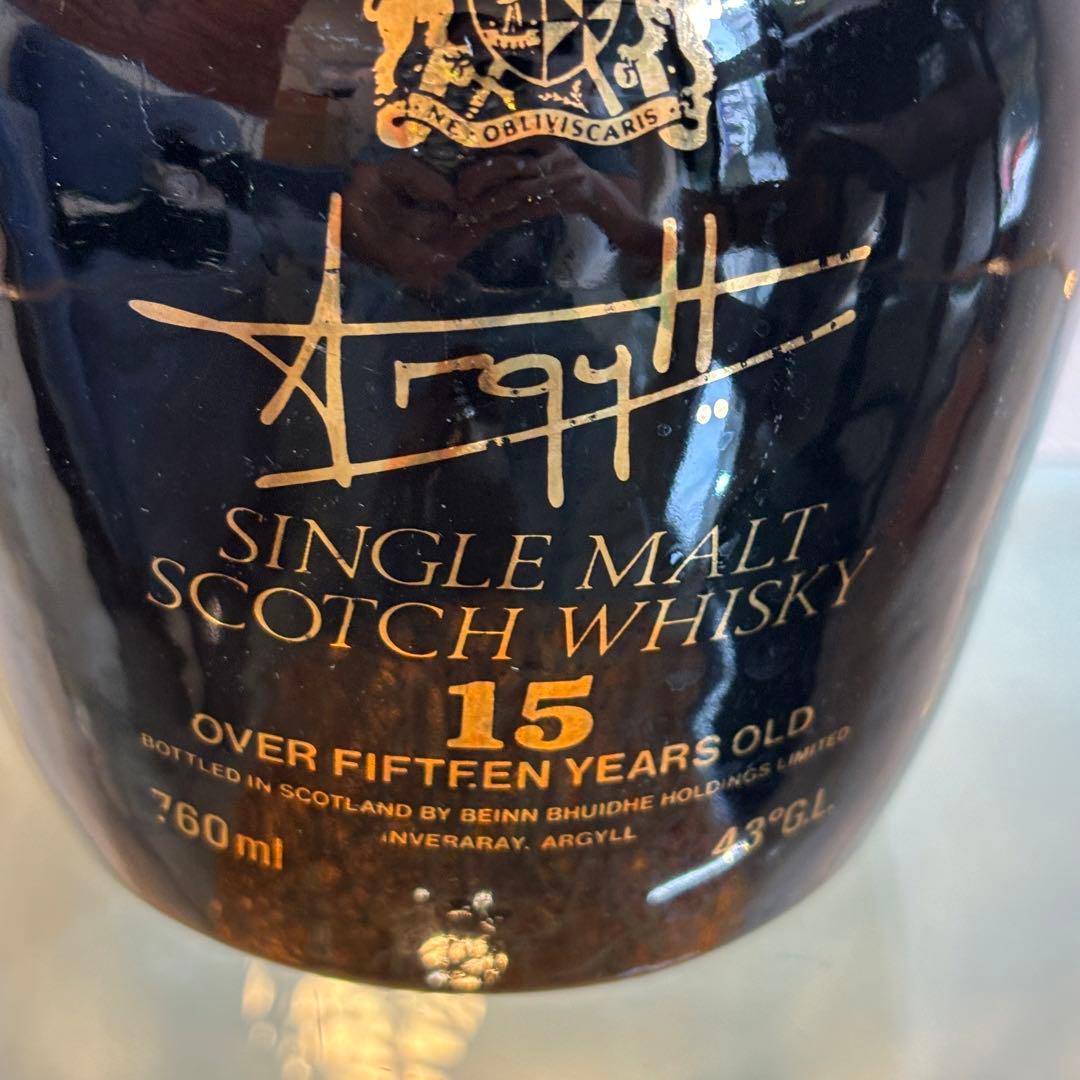 NE · OBLIVISCARIS
Argyll
SINGLE MALT
SCOTCH WHISKY
15
OVER FIFTEEN YEARS OLD
BOTTLED IN SCOTLAND BY BEINN BHUIDHE HOLDINGS LIMITED
INVERARAY. ARGYLL
760ml
43°G.L.